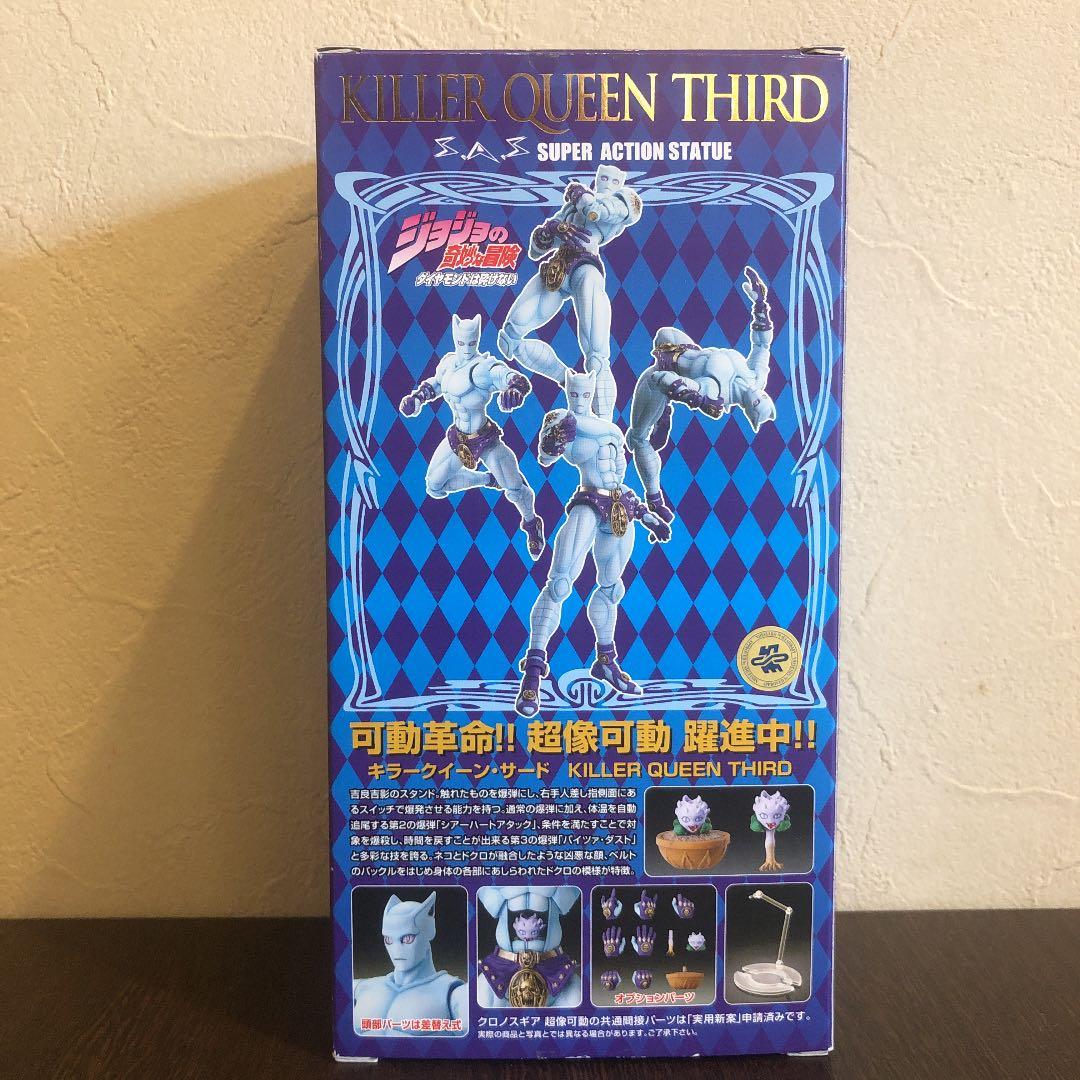 KILLER QUEEN THIRD
S.A.S SUPER ACTION STATUE
ジョジョの
奇妙な冒険
ダイヤモンドは砕けない
可動革命!! 超像可動 躍進中!!
キラークイーン・サード KILLER QUEEN THIRD
吉良吉影のスタンド。触れたものを爆弾にし、右手人差し指側面にあ
るスイッチで爆発させる能力を持つ。通常の爆弾に加え、体温を自動
追尾する第2の爆弾「シアーハートアタック」、条件を満たすことで対
象を爆殺し、時間を戻すことが出来る第3の爆弾「バイツァ・ダスト」
と多彩な技を誇る。ネコとドクロが融合したような凶悪な顔、ベルト
のバックルをはじめ身体の各部にあしらわれたドクロの模様が特徴。
頭部パーツは差替え式
オプションパーツ
クロノスギア 超像可動の共通間接パーツは「実用新案」申請済みです。
実際の商品と写真とでは異なる場合があります。ご了承下さい。